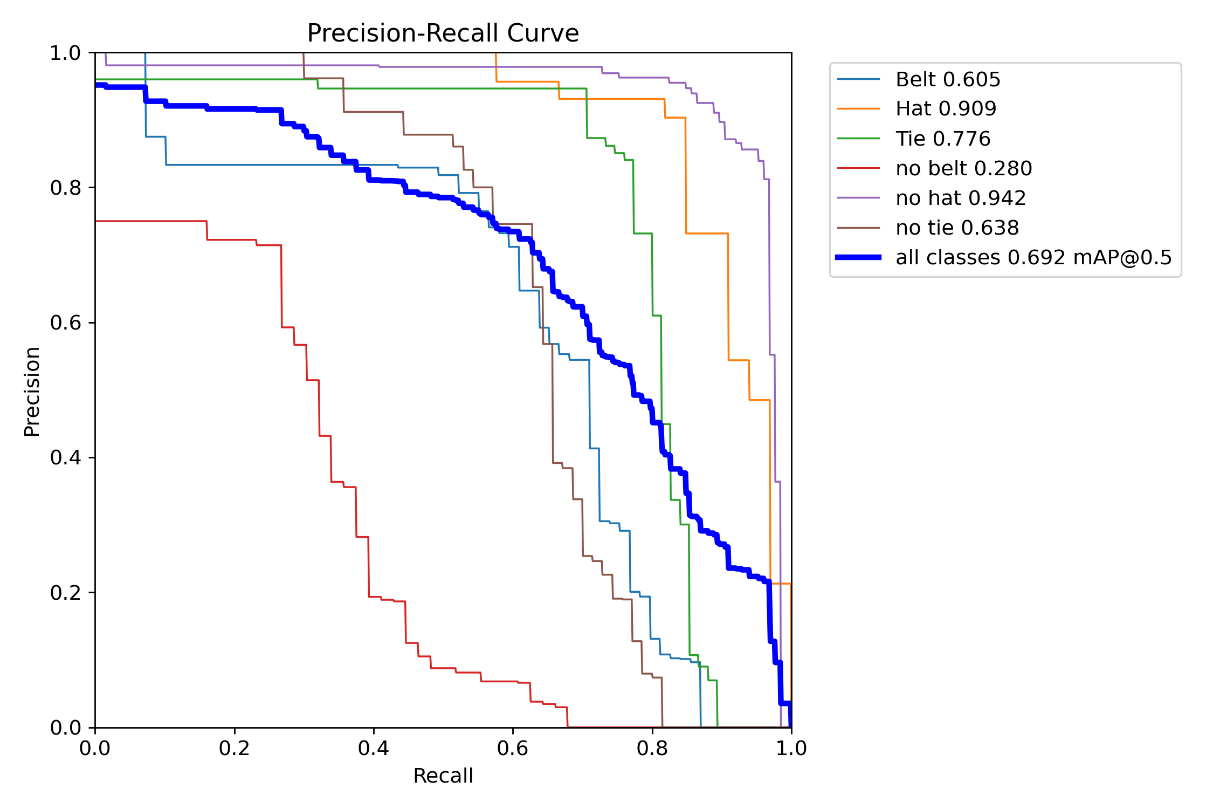 Precision-Recall Curve
1.0
0.8
0.6
0.4
0.2
0.0
Precision
0.0 0.2 0.4 0.6 0.8 1.0
Recall
Belt 0.605
Hat 0.909
Tie 0.776
no belt 0.280
no hat 0.942
no tie 0.638
all classes 0.692 mAP@0.5